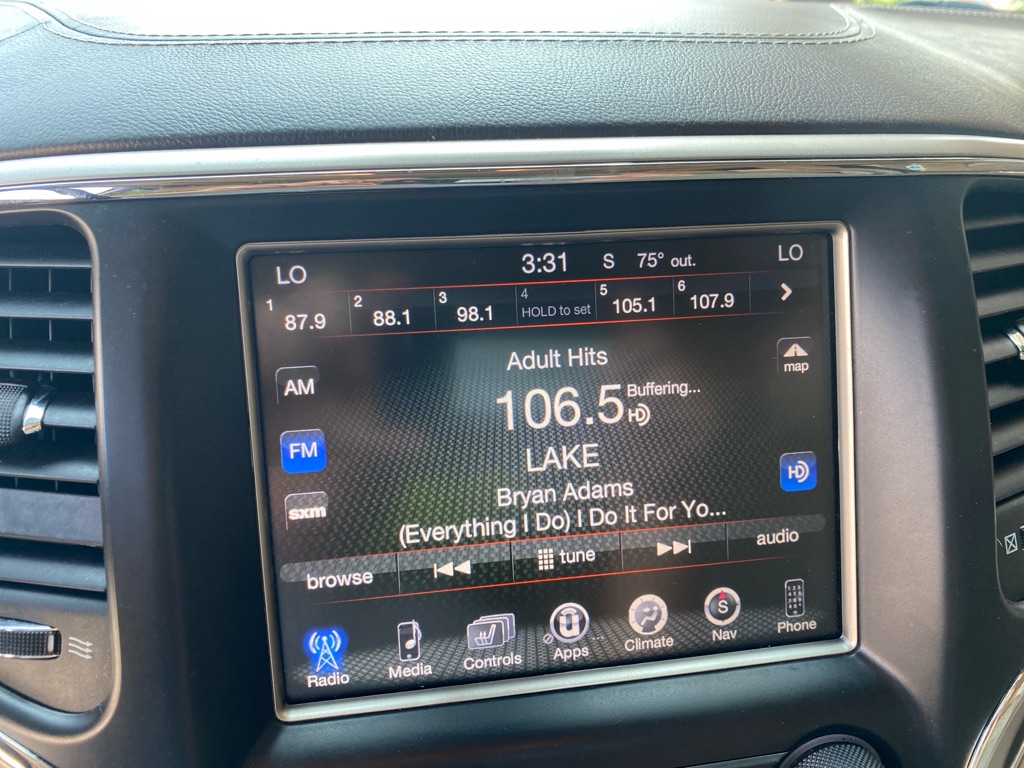 LO 3:31 S 75° out. LO
1 87.9 2 88.1 3 98.1 4 HOLD to set 5 105.1 6 107.9
Adult Hits
map
AM
106.5 Buffering...
HD
FM
LAKE
HD
Bryan Adams
sxm
(Everything I Do) I Do It For Yo...
browse tune audio
Radio Media Controls Apps Climate Nav Phone
S